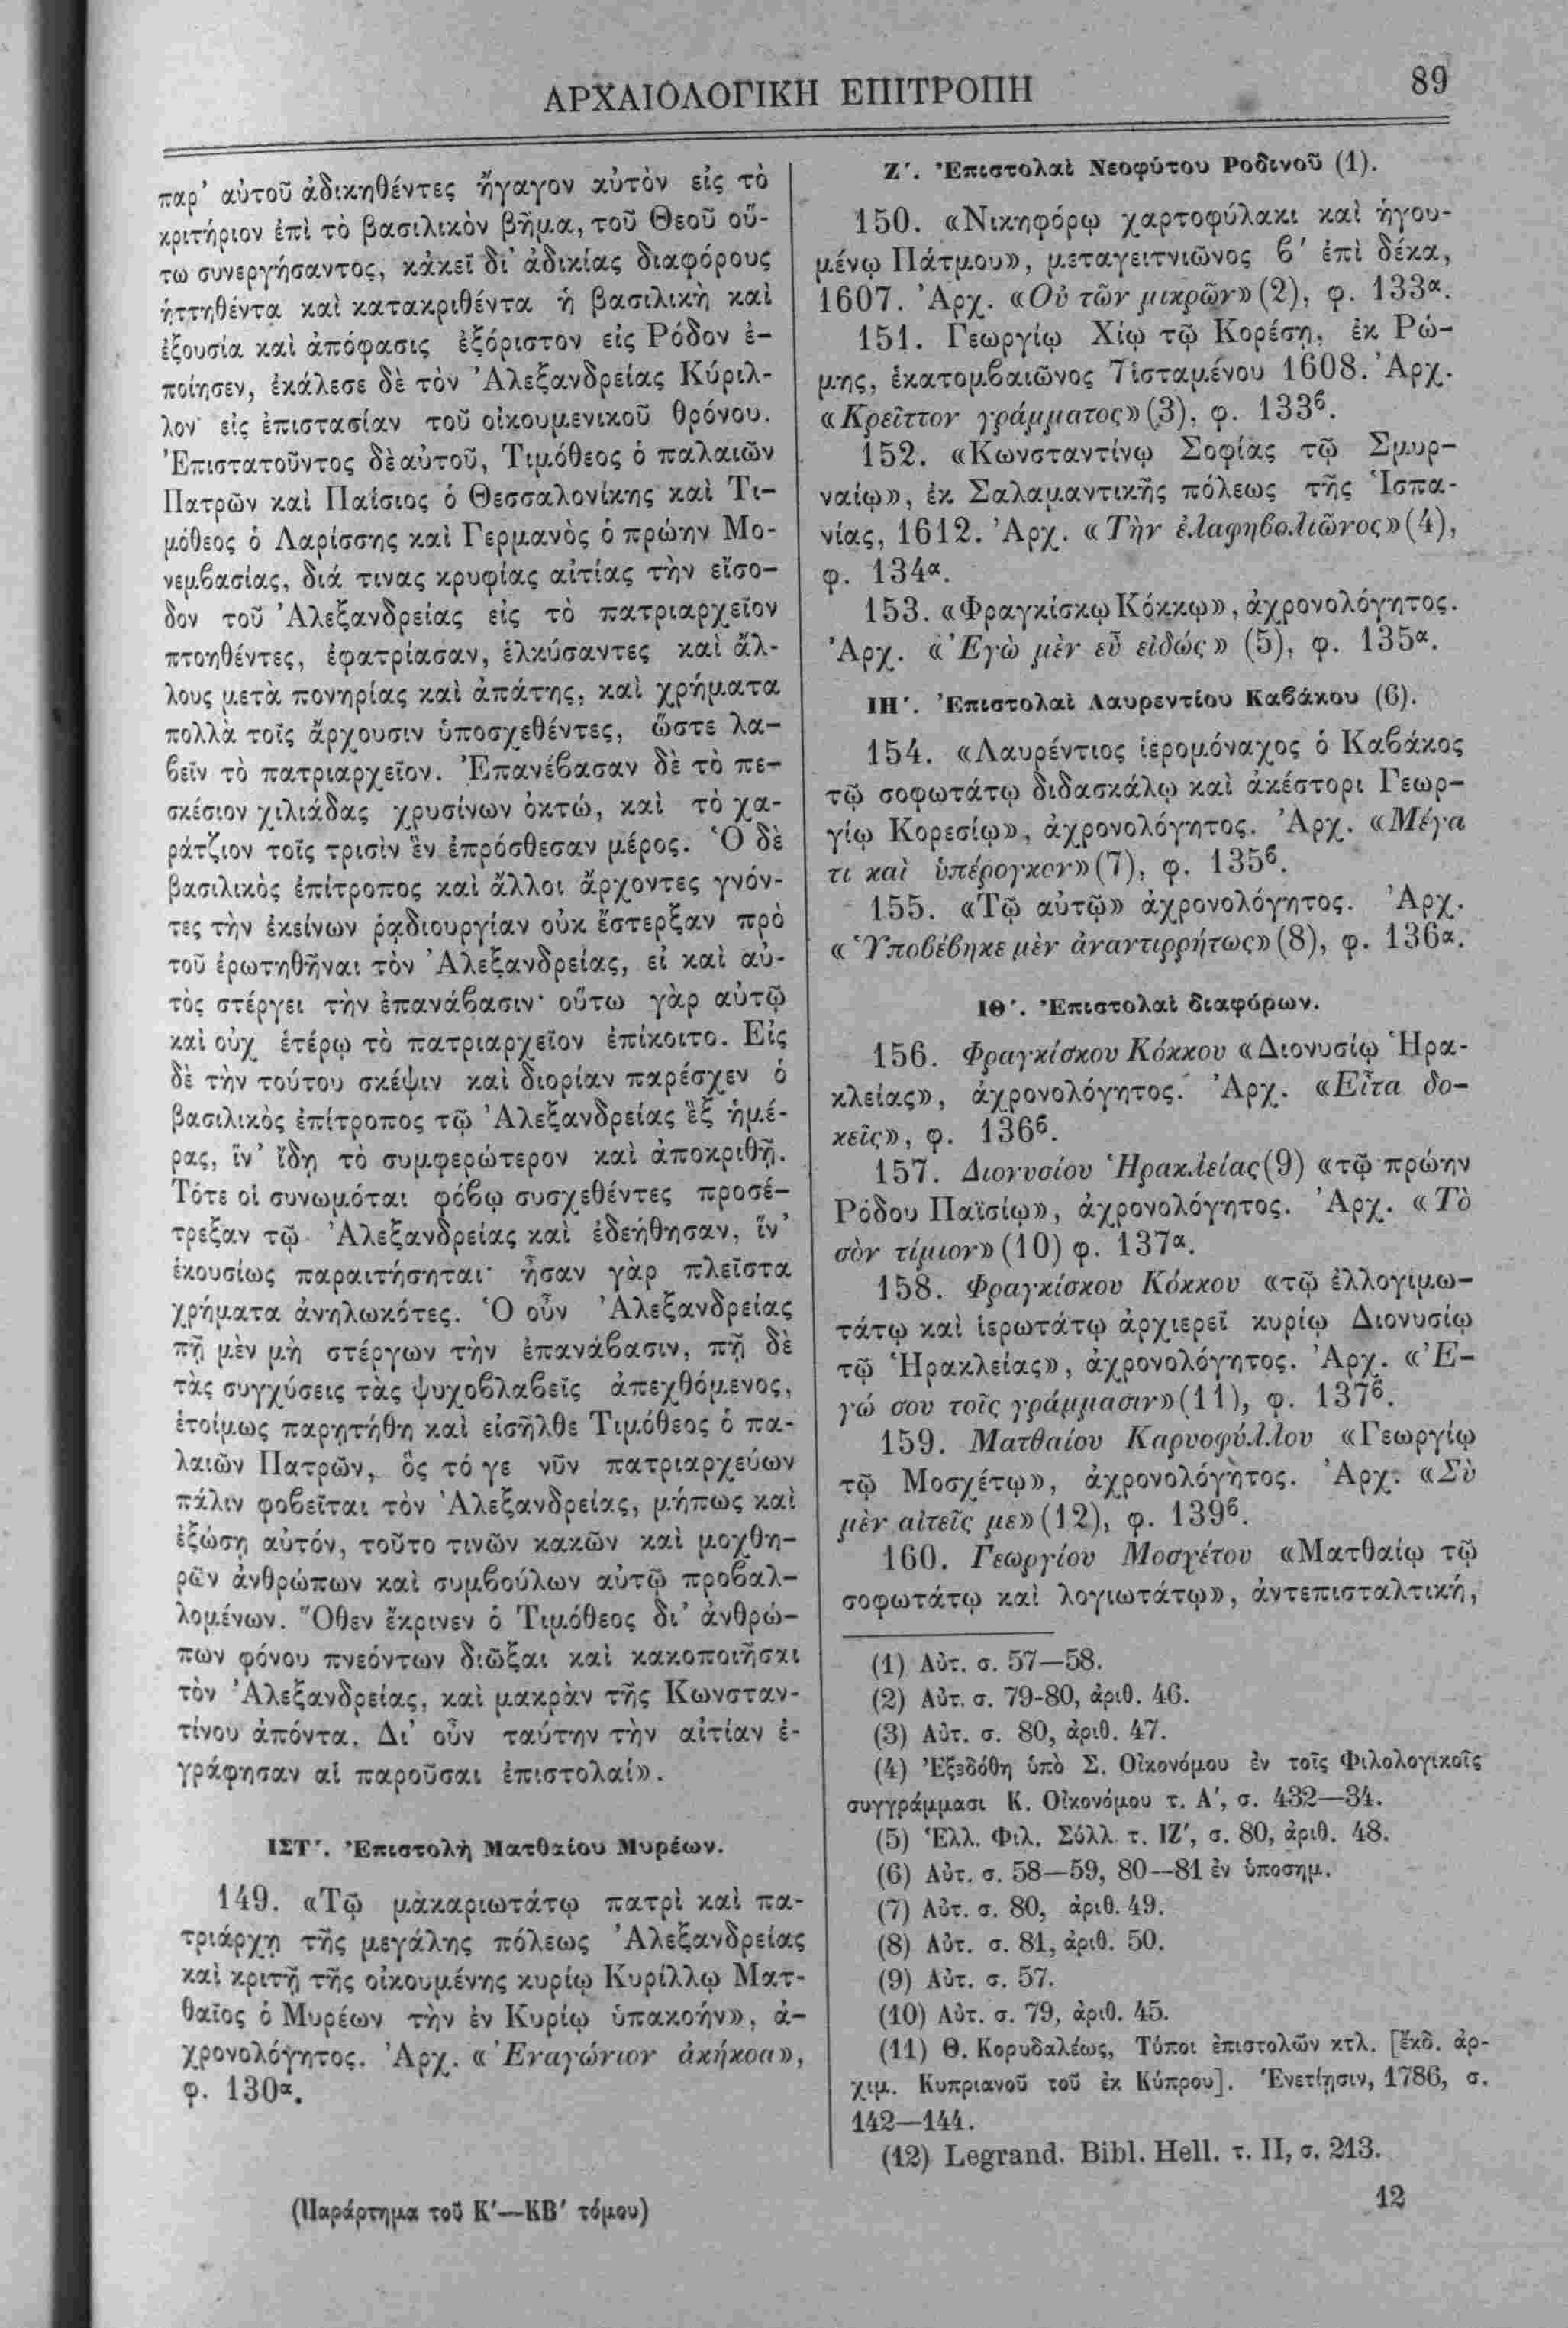 ΑΡΧΑΙΟΛΟΓΙΚΗ ΕΠΙΤΡΟΠΗ
89
παρ' αὐτοῦ ἀδικηθέντες ἤγαγον αὐτὸν εἰς τὸ
κριτήριον ἐπὶ τὸ βασιλικὸν βῆμα, τοῦ Θεοῦ οὕ-
τω συνεργήσαντος, κἀκεῖ δι' ἀδικίας διαφόρους
ἡττηθέντα καὶ κατακριθέντα ἡ βασιλικὴ καὶ
ἐξουσία καὶ ἀπόφασις ἐξόριστον εἰς Ρόδον ἐ-
ποίησεν, ἐκάλεσε δὲ τὸν Ἀλεξανδρείας Κύριλ-
λον εἰς ἐπιστασίαν τοῦ οἰκουμενικοῦ θρόνου.
Ἐπιστατοῦντος δὲ αὐτοῦ, Τιμόθεος ὁ παλαιῶν
Πατρῶν καὶ Παΐσιος ὁ Θεσσαλονίκης καὶ Τι-
μόθεος ὁ Λαρίσσης καὶ Γερμανὸς ὁ πρώην Μο-
νεμβασίας, διά τινας κρυφίας αἰτίας τὴν εἴσο-
δον τοῦ Ἀλεξανδρείας εἰς τὸ πατριαρχεῖον
πτοηθέντες, ἐφατρίασαν, ἑλκύσαντες καὶ ἄλ-
λους μετὰ πονηρίας καὶ ἀπάτης, καὶ χρήματα
πολλὰ τοῖς ἄρχουσιν ὑποσχεθέντες, ὥστε λα-
βεῖν τὸ πατριαρχεῖον. Ἐπανέβασαν δὲ τὸ πε-
σκέσιον χιλιάδας χρυσίνων ὀκτώ, καὶ τὸ χα-
ράτζιον τοῖς τρισὶν ἓν ἐπρόσθεσαν μέρος. Ὁ δὲ
βασιλικὸς ἐπίτροπος καὶ ἄλλοι ἄρχοντες γνόν-
τες τὴν ἐκείνων ῥᾳδιουργίαν οὐκ ἔστερξαν πρὸ
τοῦ ἐρωτηθῆναι τὸν Ἀλεξανδρείας, εἰ καὶ αὐ-
τὸς στέργει τὴν ἐπανάβασιν· οὕτω γὰρ αὐτῷ
καὶ οὐχ ἑτέρῳ τὸ πατριαρχεῖον ἐπίκοιτο. Εἰς
δὲ τὴν τούτου σκέψιν καὶ διορίαν παρέσχεν ὁ
βασιλικὸς ἐπίτροπος τῷ Ἀλεξανδρείας ἓξ ἡμέ-
ρας, ἵν' ἴδῃ τὸ συμφερώτερον καὶ ἀποκριθῇ.
Τότε οἱ συνωμόται φόβῳ συσχεθέντες προσέ-
τρεξαν τῷ Ἀλεξανδρείας καὶ ἐδεήθησαν, ἵν'
ἑκουσίως παραιτήσηται· ἦσαν γὰρ πλεῖστα
χρήματα ἀνηλωκότες. Ὁ οὖν Ἀλεξανδρείας
πῇ μὲν μὴ στέργων τὴν ἐπανάβασιν, πῇ δὲ
τὰς συγχύσεις τὰς ψυχοβλαβεῖς ἀπεχθόμενος,
ἑτοίμως παρῃτήθη καὶ εἰσῆλθε Τιμόθεος ὁ πα-
λαιῶν Πατρῶν, ὃς τό γε νῦν πατριαρχεύων
πάλιν φοβεῖται τὸν Ἀλεξανδρείας, μήπως καὶ
ἐξώσῃ αὐτόν, τοῦτο τινῶν κακῶν καὶ μοχθη-
ρῶν ἀνθρώπων καὶ συμβούλων αὐτῷ προβαλ-
λομένων. Ὅθεν ἔκρινεν ὁ Τιμόθεος δι' ἀνθρώ-
πων φόνου πνεόντων διῶξαι καὶ κακοποιῆσαι
τὸν Ἀλεξανδρείας, καὶ μακρὰν τῆς Κωνσταν-
τίνου ἀπόντα. Δι' οὖν ταύτην τὴν αἰτίαν ἐ-
γράφησαν αἱ παροῦσαι ἐπιστολαί».
ΙΣΤ'. Ἐπιστολὴ Ματθαίου Μυρέων.
149. «Τῷ μακαριωτάτῳ πατρὶ καὶ πα-
τριάρχῃ τῆς μεγάλης πόλεως Ἀλεξανδρείας
καὶ κριτῇ τῆς οἰκουμένης κυρίῳ Κυρίλλῳ Ματ-
θαῖος ὁ Μυρέων τὴν ἐν Κυρίῳ ὑπακοήν», ἀ-
χρονολόγητος. Ἀρχ. «Ἐναγώνιον ἀκήκοα»,
φ. 130α.
Ζ'. Ἐπιστολαὶ Νεοφύτου Ροδινοῦ (1).
150. «Νικηφόρῳ χαρτοφύλακι καὶ ἡγου-
μένῳ Πάτμου», μεταγειτνιῶνος β' ἐπὶ δέκα,
1607. Ἀρχ. «Οὐ τῶν μικρῶν» (2), φ. 133α.
151. Γεωργίῳ Χίῳ τῷ Κορέσῃ, ἐκ Ρώ-
μης, ἑκατομβαιῶνος 7 ἱσταμένου 1608. Ἀρχ.
«Κρεῖττον γράμματος» (3), φ. 133β.
152. «Κωνσταντίνῳ Σοφίας τῷ Σμυρ-
ναίῳ», ἐκ Σαλαμαντικῆς πόλεως τῆς Ἱσπα-
νίας, 1612. Ἀρχ. «Τὴν ἐλαφηβολιῶνος» (4),
φ. 134α.
153. «Φραγκίσκῳ Κόκκῳ», ἀχρονολόγητος.
Ἀρχ. «Ἐγὼ μὲν εὖ εἰδώς» (5), φ. 135α.
ΙΗ'. Ἐπιστολαὶ Λαυρεντίου Καβάκου (6).
154. «Λαυρέντιος ἱερομόναχος ὁ Καβάκος
τῷ σοφωτάτῳ διδασκάλῳ καὶ ἀκέστορι Γεωρ-
γίῳ Κορεσίῳ», ἀχρονολόγητος. Ἀρχ. «Μέγα
τι καὶ ὑπέρογκον» (7), φ. 135β.
155. «Τῷ αὐτῷ» ἀχρονολόγητος. Ἀρχ.
«Ὑποβέβηκε μὲν ἀναντιρρήτως» (8), φ. 136α.
ΙΘ'. Ἐπιστολαὶ διαφόρων.
156. Φραγκίσκου Κόκκου «Διονυσίῳ Ἡρα-
κλείας», ἀχρονολόγητος. Ἀρχ. «Εἶτα δο-
κεῖς», φ. 136β.
157. Διονυσίου Ἡρακλείας (9) «τῷ πρώην
Ρόδου Παϊσίῳ», ἀχρονολόγητος. Ἀρχ. «Τὸ
σὸν τίμιον» (10) φ. 137α.
158. Φραγκίσκου Κόκκου «τῷ ἐλλογιμω-
τάτῳ καὶ ἱερωτάτῳ ἀρχιερεῖ κυρίῳ Διονυσίῳ
τῷ Ἡρακλείας», ἀχρονολόγητος. Ἀρχ. «Ἐ-
γώ σου τοῖς γράμμασιν» (11), φ. 137β.
159. Ματθαίου Καρυοφύλλου «Γεωργίῳ
τῷ Μοσχέτῳ», ἀχρονολόγητος. Ἀρχ. «Σὺ
μὲν αἰτεῖς με» (12), φ. 139β.
160. Γεωργίου Μοσχέτου «Ματθαίῳ τῷ
σοφωτάτῳ καὶ λογιωτάτῳ», ἀντεπισταλτική,
(1) Αὐτ. σ. 57—58.
(2) Αὐτ. σ. 79-80, ἀριθ. 46.
(3) Αὐτ. σ. 80, ἀριθ. 47.
(4) Ἐξεδόθη ὑπὸ Σ. Οἰκονόμου ἐν τοῖς Φιλολογικοῖς
συγγράμμασι Κ. Οἰκονόμου τ. Α', σ. 432—34.
(5) Ἑλλ. Φιλ. Σύλλ. τ. ΙΖ', σ. 80, ἀριθ. 48.
(6) Αὐτ. σ. 58—59, 80—81 ἐν ὑποσημ.
(7) Αὐτ. σ. 80, ἀριθ. 49.
(8) Αὐτ. σ. 81, ἀριθ. 50.
(9) Αὐτ. σ. 57.
(10) Αὐτ. σ. 79, ἀριθ. 45.
(11) Θ. Κορυδαλέως, Τύποι ἐπιστολῶν κτλ. [ἔκδ. ἀρ-
χιμ. Κυπριανοῦ τοῦ ἐκ Κύπρου]. Ἐνετίῃσιν, 1786, σ.
142—144.
(12) Legrand. Bibl. Hell. τ. II, σ. 213.
(Παράρτημα τοῦ Κ'—ΚΒ' τόμου)
12